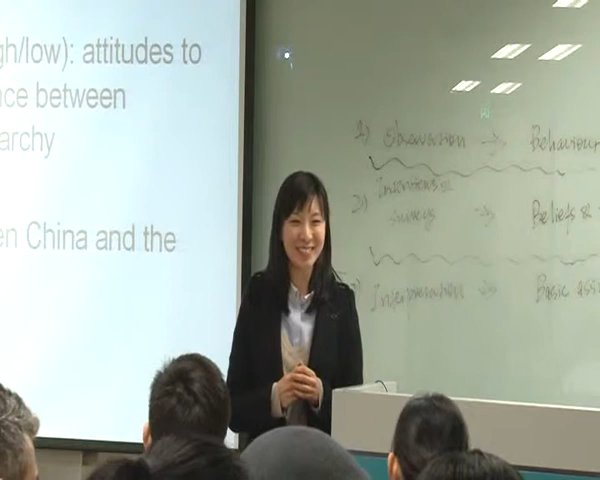 gh/low): attitudes to
nce between
archy
en China and the
1) Observation → Behaviour
2) Interviews &
surveys → Beliefs &
3) Interpretation → Basic ass